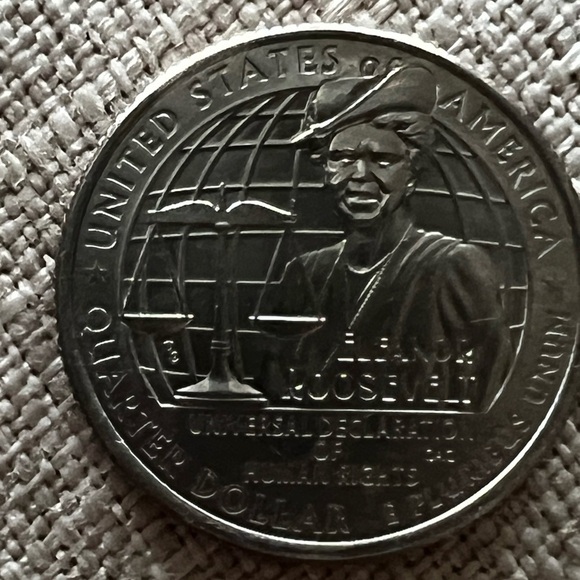 UNITED STATES OF AMERICA
ELEANOR
ROOSEVELT
UNIVERSAL DECLARATION
OF
HUMAN RIGHTS
QUARTER DOLLAR
E PLURIBUS UNUM